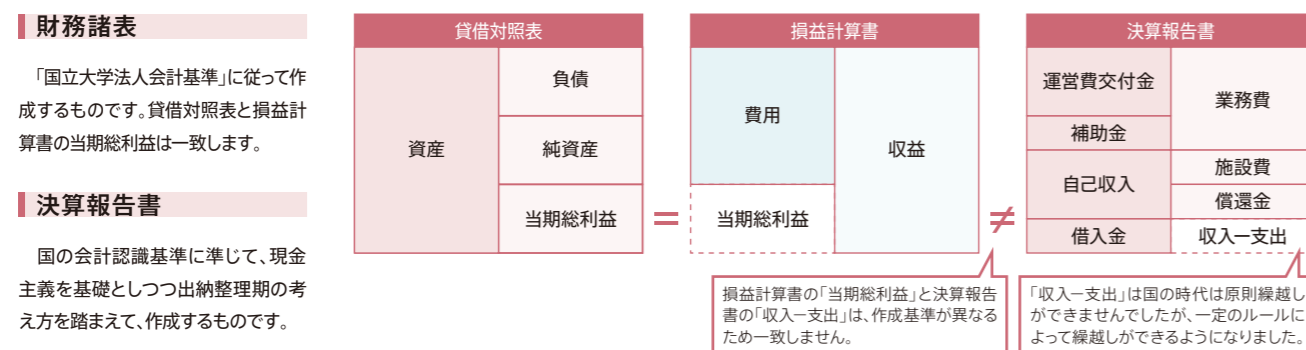 財務諸表
「国立大学法人会計基準」に従って作
成するものです。貸借対照表と損益計
算書の当期総利益は一致します。
決算報告書
国の会計認識基準に準じて、現金
主義を基礎としつつ出納整理期の考
え方を踏まえて、作成するものです。
貸借対照表
資産
負債
純資産
当期総利益
=
損益計算書
費用
当期総利益
収益
≠
決算報告書
運営費交付金
補助金
自己収入
借入金
業務費
施設費
償還金
収入ー支出
損益計算書の「当期総利益」と決算報告
書の「収入ー支出」は、作成基準が異なる
ため一致しません。
「収入ー支出」は国の時代は原則繰越し
ができませんでしたが、一定のルールに
よって繰越しができるようになりました。